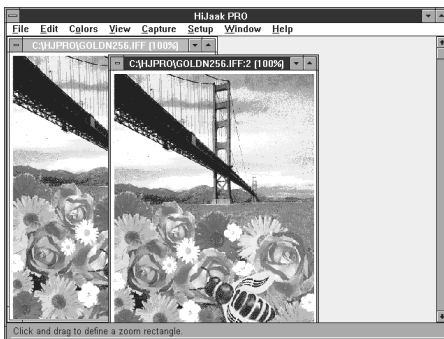 HiJaak PRO
File Edit Colors View Capture Setup Window Help
C:\HJPRO\GOLDN256.IFF (100%)
C:\HJPRO\GOLDN256.IFF:2 (100%)
Click and drag to define a zoom rectangle.